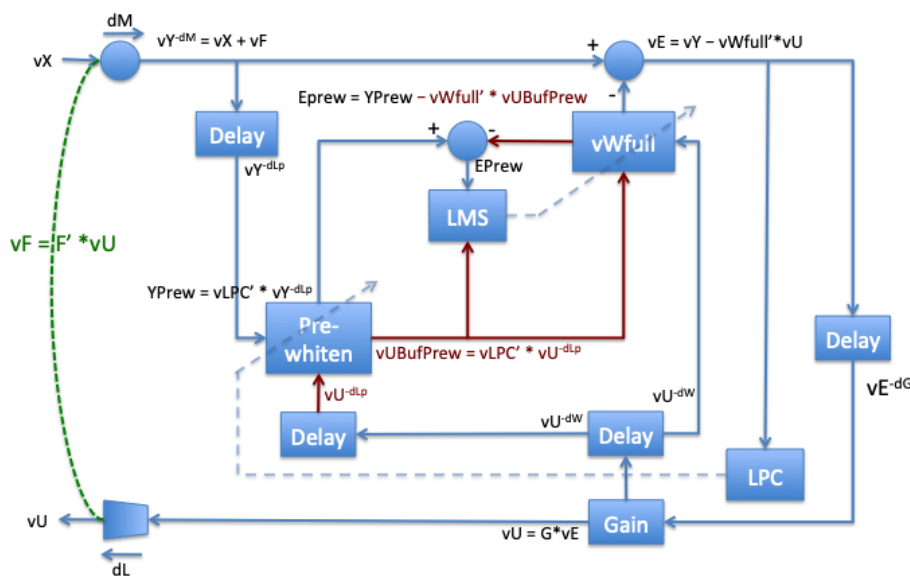 dM
vX
vY-dM = vX + vF
+
vE = vY – vWfull'*vU
-
Eprew = YPrew – vWfull' * vUBufPrew
Delay
+
-
vWfull
vY-dLp
EPrew
LMS
vF = F' *vU
YPrew = vLPC' * vY-dLp
Pre-
whiten
Delay
vUBufPrew = vLPC' * vU-dLp
vE-dG
vU-dLp
vU-dW
vU-dW
Delay
Delay
LPC
vU
Gain
vU = G*vE
dL